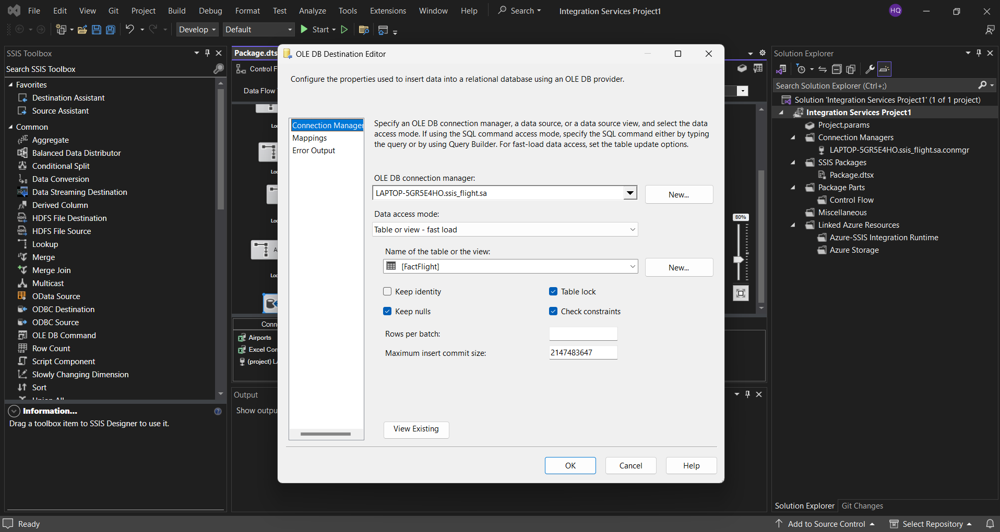 File Edit View Git Project Build Debug Format Test Analyze Tools Extensions Window Help Search Integration Services Project1 HQ
Develop Default Start
SSIS Toolbox
Search SSIS Toolbox
Favorites
Destination Assistant
Source Assistant
Common
Aggregate
Balanced Data Distributor
Conditional Split
Data Conversion
Data Streaming Destination
Derived Column
HDFS File Destination
HDFS File Source
Lookup
Merge
Merge Join
Multicast
OData Source
ODBC Destination
ODBC Source
OLE DB Command
Row Count
Script Component
Slowly Changing Dimension
Sort
Union All
Information...
Drag a toolbox item to SSIS Designer to use it.
Package.dts
Control F
Data Flow
Loo
Loo
Loo
A
Loo
80%
Conn
Airports
Excel Con
(project) LA
Output
Show outpu
OLE DB Destination Editor
Configure the properties used to insert data into a relational database using an OLE DB provider.
Connection Manager
Mappings
Error Output
Specify an OLE DB connection manager, a data source, or a data source view, and select the data
access mode. If using the SQL command access mode, specify the SQL command either by typing
the query or by using Query Builder. For fast-load data access, set the table update options.
OLE DB connection manager:
LAPTOP-5GR5E4HO.ssis_flight.sa
New...
Data access mode:
Table or view - fast load
Name of the table or the view:
[FactFlight]
New...
Keep identity
Table lock
Keep nulls
Check constraints
Rows per batch:
Maximum insert commit size:
2147483647
View Existing
OK
Cancel
Help
Solution Explorer
Search Solution Explorer (Ctrl+;)
Solution 'Integration Services Project1' (1 of 1 project)
Integration Services Project1
Project.params
Connection Managers
LAPTOP-5GR5E4HO.ssis_flight.sa.conmgr
SSIS Packages
Package.dtsx
Package Parts
Control Flow
Miscellaneous
Linked Azure Resources
Azure-SSIS Integration Runtime
Azure Storage
Solution Explorer Git Changes
Ready
Add to Source Control
Select Repository